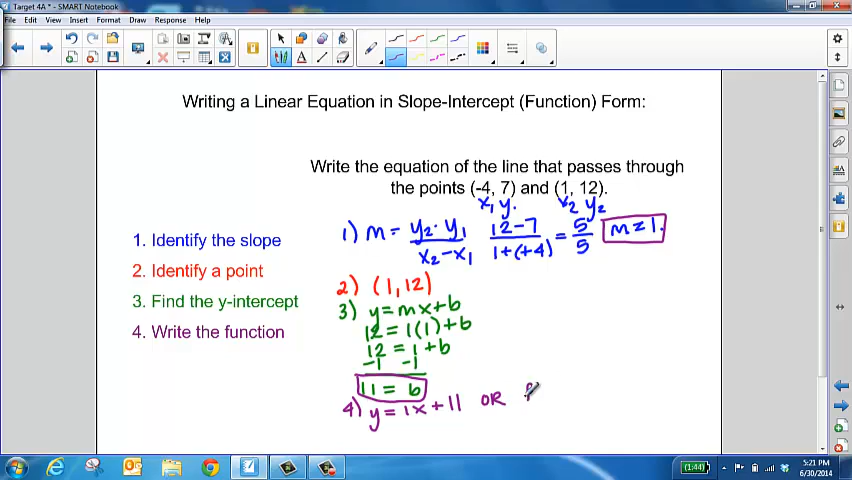 Target 4A * - SMART Notebook
File Edit View Insert Format Draw Response Help
Writing a Linear Equation in Slope-Intercept (Function) Form:
Write the equation of the line that passes through
the points (-4, 7) and (1, 12).
x₁ y₁ x₂ y₂
1. Identify the slope
2. Identify a point
3. Find the y-intercept
4. Write the function
1) m = y₂ - y₁ / x₂ - x₁ 12 - 7 / 1 + (+4) = 5/5 m = 1.
2) (1, 12)
3) y = mx + b
12 = 1(1) + b
12 = 1 + b
-1 -1
11 = b
4) y = 1x + 11 OR
(1:44)
5:21 PM
6/30/2014